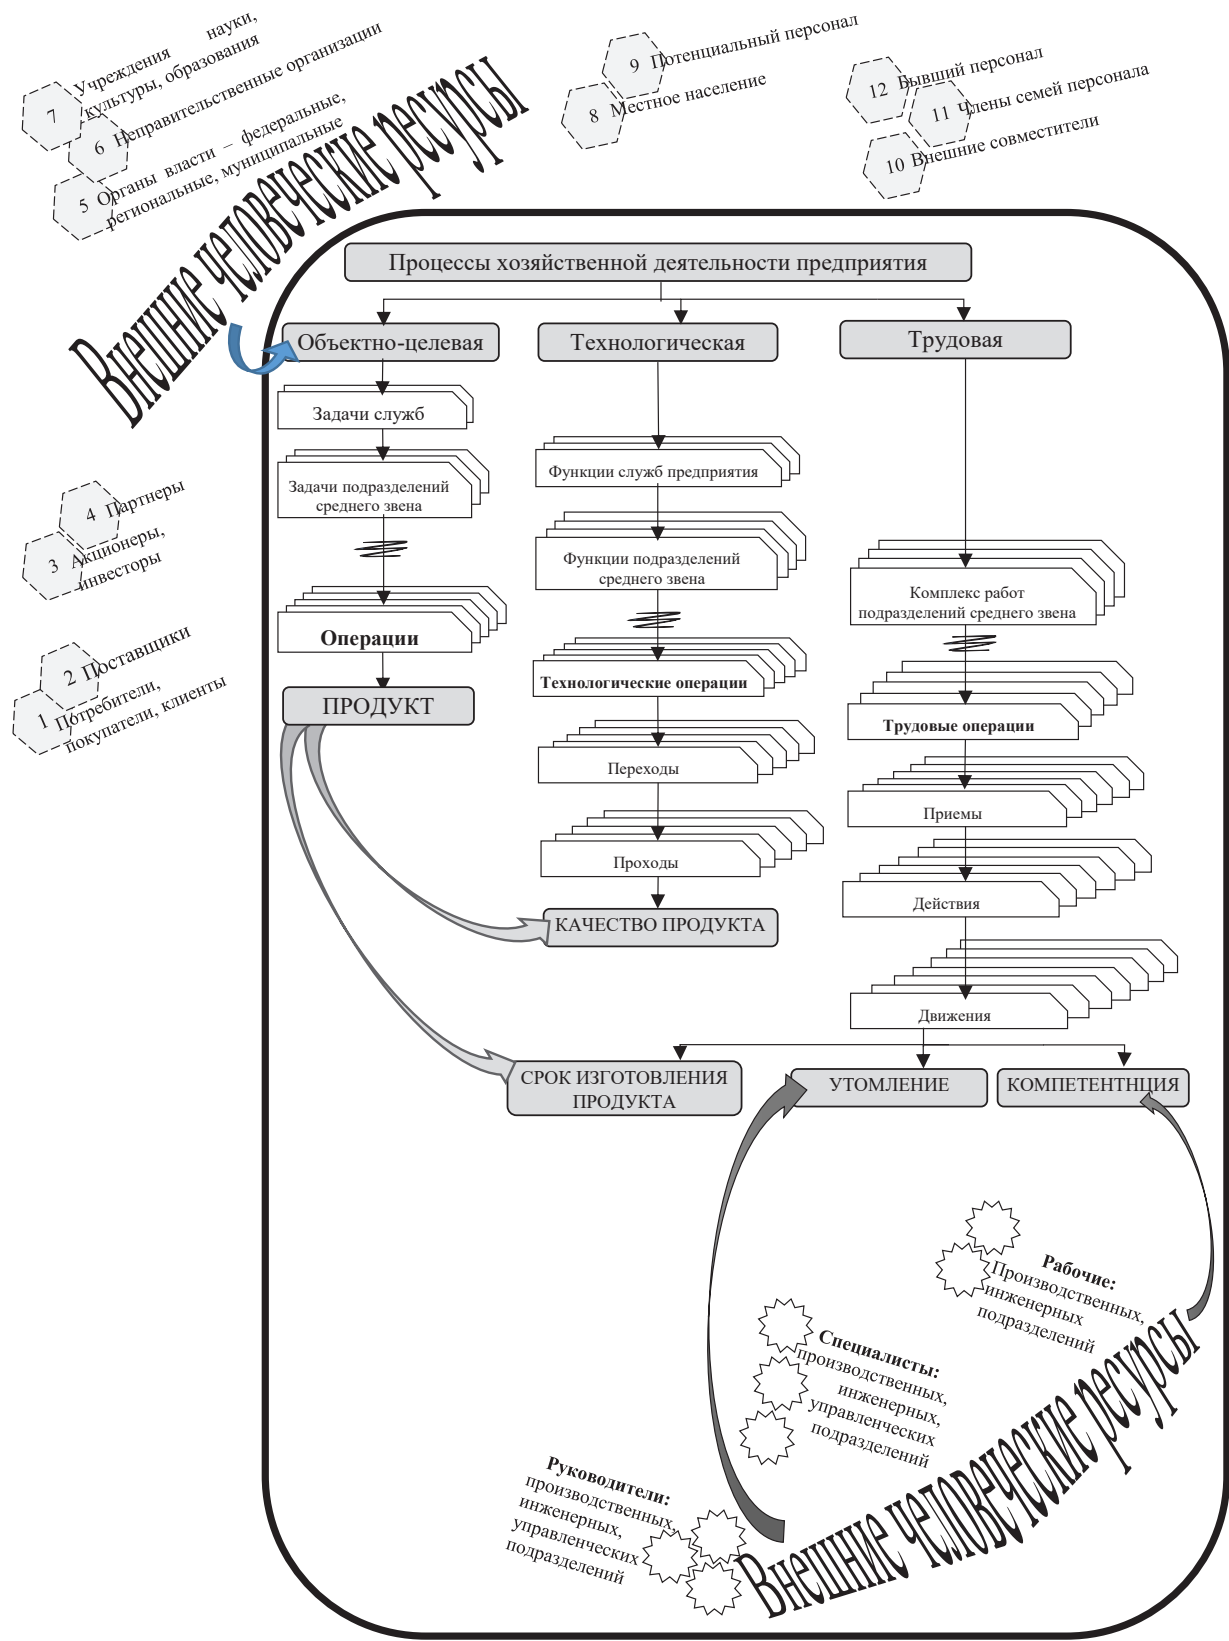 7 Учреждения науки,
культуры, образования
6 Неправительственные организации
5 Органы власти – федеральные,
региональные, муниципальные
9 Потенциальный персонал
8 Местное население
12 Бывший персонал
11 Члены семей персонала
10 Внешние совместители
Внешние человеческие ресурсы
4 Партнеры
3 Акционеры,
инвесторы
2 Поставщики
1 Потребители,
покупатели, клиенты
Процессы хозяйственной деятельности предприятия
Объектно-целевая
Технологическая
Трудовая
Задачи служб
Задачи подразделений
среднего звена
Операции
ПРОДУКТ
Функции служб предприятия
Функции подразделений
среднего звена
Технологические операции
Переходы
Проходы
КАЧЕСТВО ПРОДУКТА
Комплекс работ
подразделений среднего звена
Трудовые операции
Приемы
Действия
Движения
СРОК ИЗГОТОВЛЕНИЯ
ПРОДУКТА
УТОМЛЕНИЕ
КОМПЕТЕНТНЦИЯ
Рабочие:
Производственных,
инженерных
подразделений
Специалисты:
производственных,
инженерных,
управленческих
подразделений
Руководители:
производственных,
инженерных,
управленческих
подразделений
Внешние человеческие ресурсы